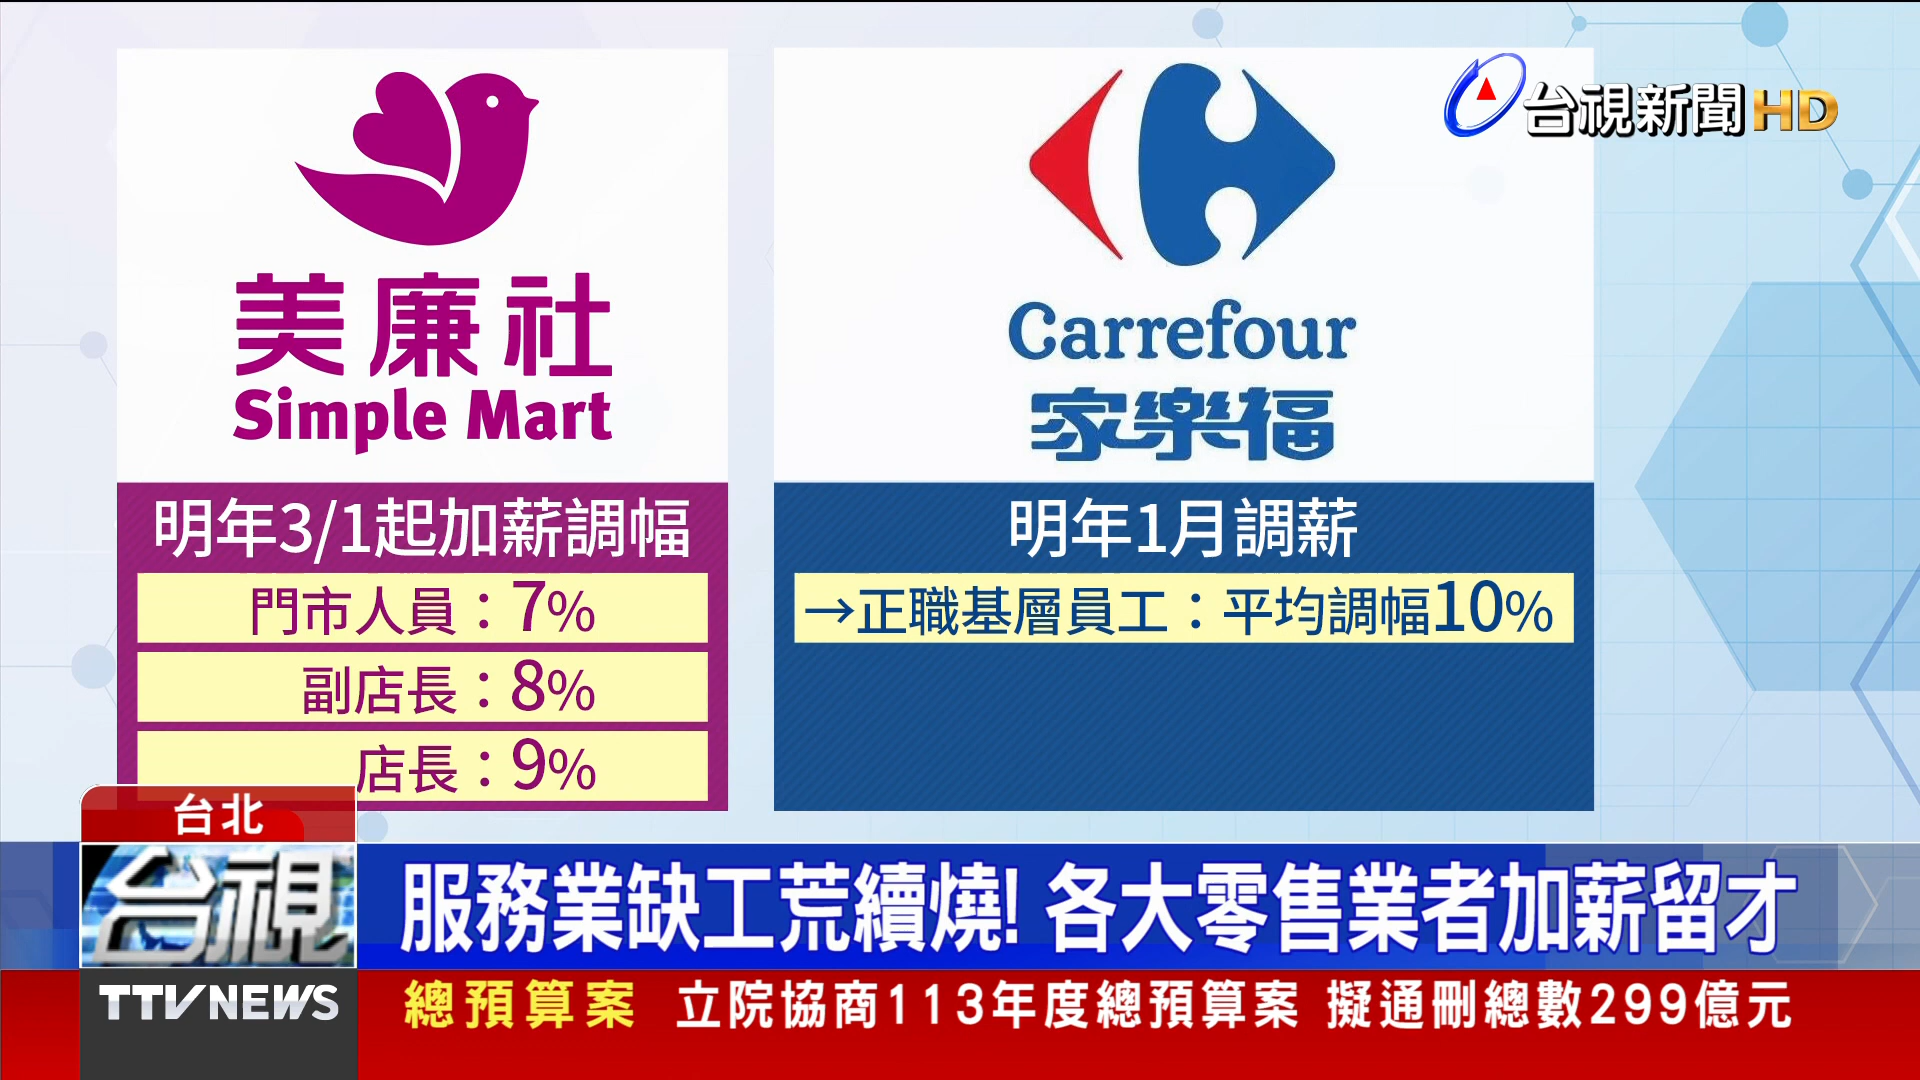 台視新聞HD
美廉社
Simple Mart
明年3/1起加薪調幅
門市人員：7%
副店長：8%
店長：9%
Carrefour
家樂福
明年1月調薪
→正職基層員工：平均調幅10%
台北
台視
服務業缺工荒續燒! 各大零售業者加薪留才
TTV NEWS
總預算案 立院協商113年度總預算案 擬通刪總數299億元